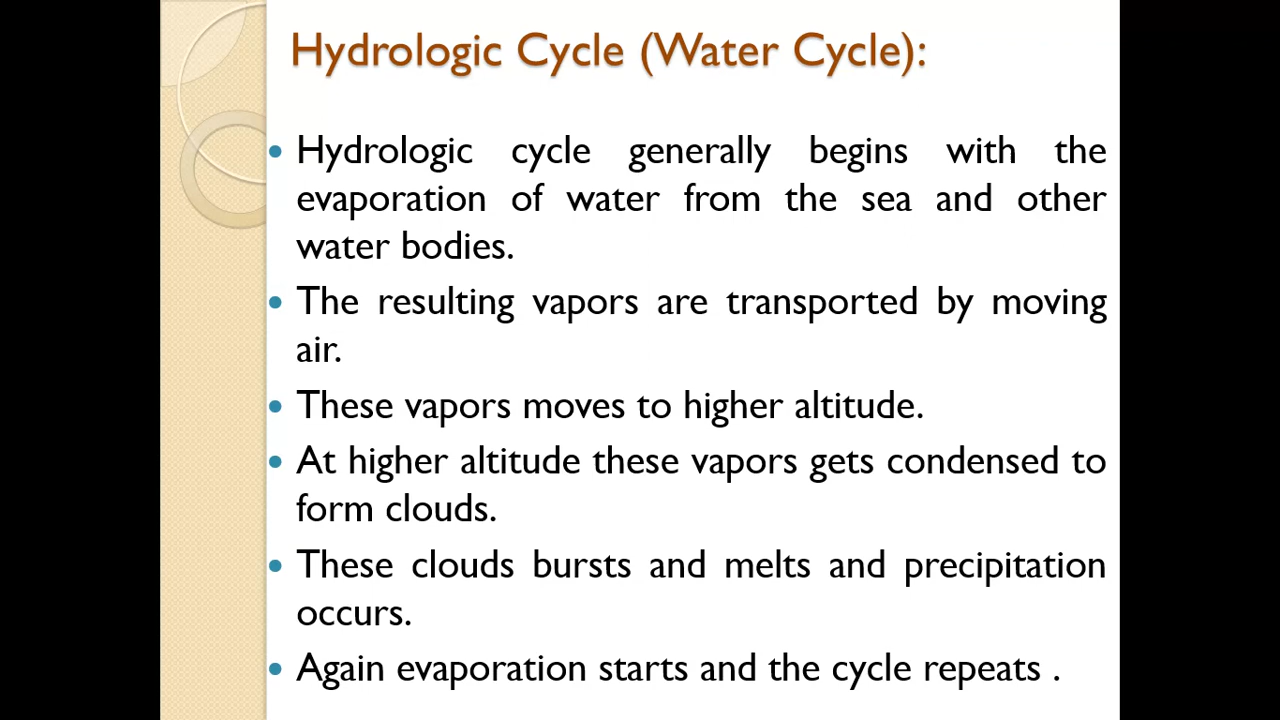 Hydrologic Cycle (Water Cycle):
• Hydrologic cycle generally begins with the
evaporation of water from the sea and other
water bodies.
• The resulting vapors are transported by moving
air.
• These vapors moves to higher altitude.
• At higher altitude these vapors gets condensed to
form clouds.
• These clouds bursts and melts and precipitation
occurs.
• Again evaporation starts and the cycle repeats .